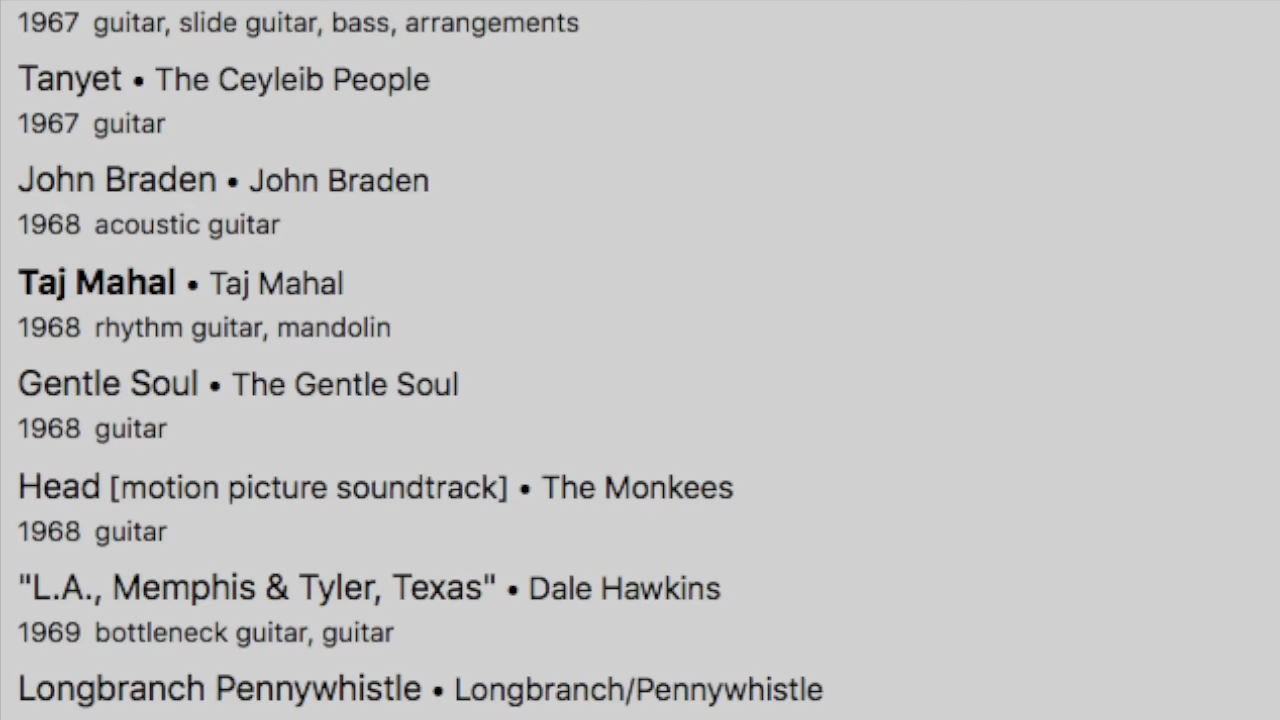 1967 guitar, slide guitar, bass, arrangements
Tanyet • The Ceyleib People
1967 guitar
John Braden • John Braden
1968 acoustic guitar
Taj Mahal • Taj Mahal
1968 rhythm guitar, mandolin
Gentle Soul • The Gentle Soul
1968 guitar
Head [motion picture soundtrack] • The Monkees
1968 guitar
"L.A., Memphis & Tyler, Texas" • Dale Hawkins
1969 bottleneck guitar, guitar
Longbranch Pennywhistle • Longbranch/Pennywhistle